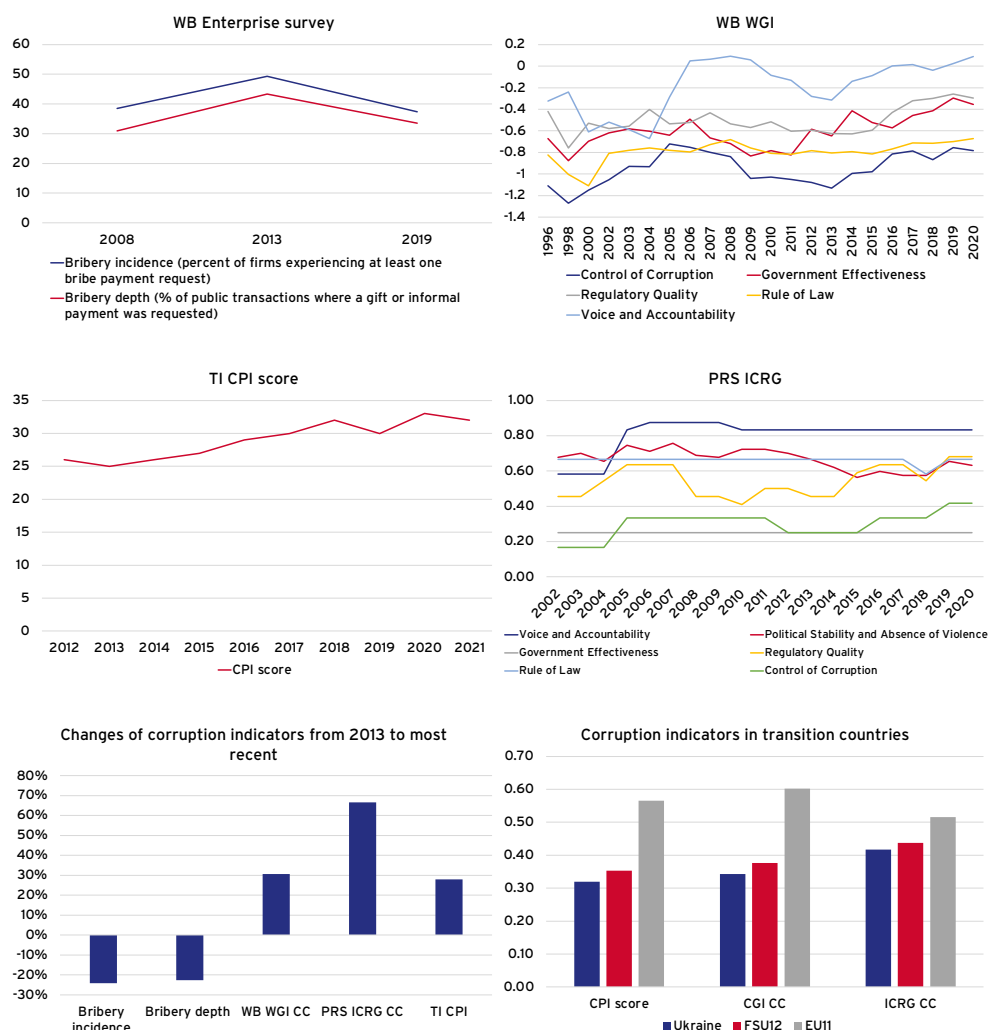 WB Enterprise survey
60
50
40
30
20
10
0
2008 2013 2019
Bribery incidence (percent of firms experiencing at least one
bribe payment request)
Bribery depth (% of public transactions where a gift or informal
payment was requested)
WB WGI
0.2
0
-0.2
-0.4
-0.6
-0.8
-1
-1.2
-1.4
1996 1998 2000 2002 2003 2004 2005 2006 2007 2008 2009 2010 2011 2012 2013 2014 2015 2016 2017 2018 2019 2020
Control of Corruption Government Effectiveness
Regulatory Quality Rule of Law
Voice and Accountability
TI CPI score
35
30
25
20
15
10
5
0
2012 2013 2014 2015 2016 2017 2018 2019 2020 2021
CPI score
PRS ICRG
1.00
0.80
0.60
0.40
0.20
0.00
2002 2003 2004 2005 2006 2007 2008 2009 2010 2011 2012 2013 2014 2015 2016 2017 2018 2019 2020
Voice and Accountability Political Stability and Absence of Violence
Government Effectiveness Regulatory Quality
Rule of Law Control of Corruption
Changes of corruption indicators from 2013 to most
recent
80%
70%
60%
50%
40%
30%
20%
10%
0%
-10%
-20%
-30%
Bribery Bribery depth WB WGI CC PRS ICRG CC TI CPI
incidence
Corruption indicators in transition countries
0.70
0.60
0.50
0.40
0.30
0.20
0.10
0.00
CPI score CGI CC ICRG CC
Ukraine FSU12 EU11